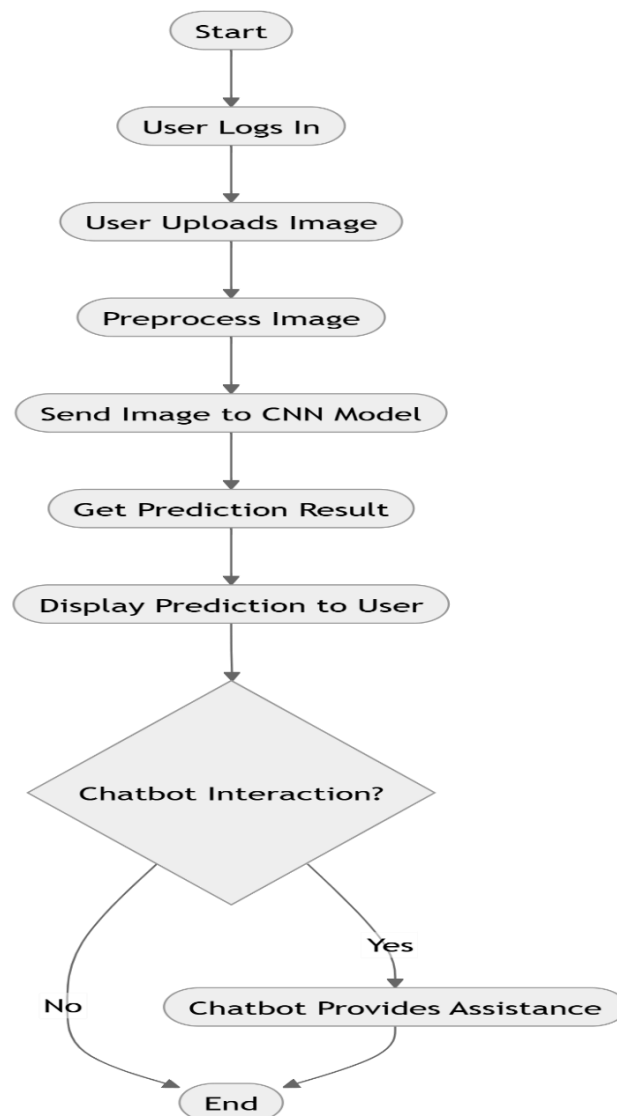 Start
User Logs In
User Uploads Image
Preprocess Image
Send Image to CNN Model
Get Prediction Result
Display Prediction to User
Chatbot Interaction?
Yes
No
Chatbot Provides Assistance
End